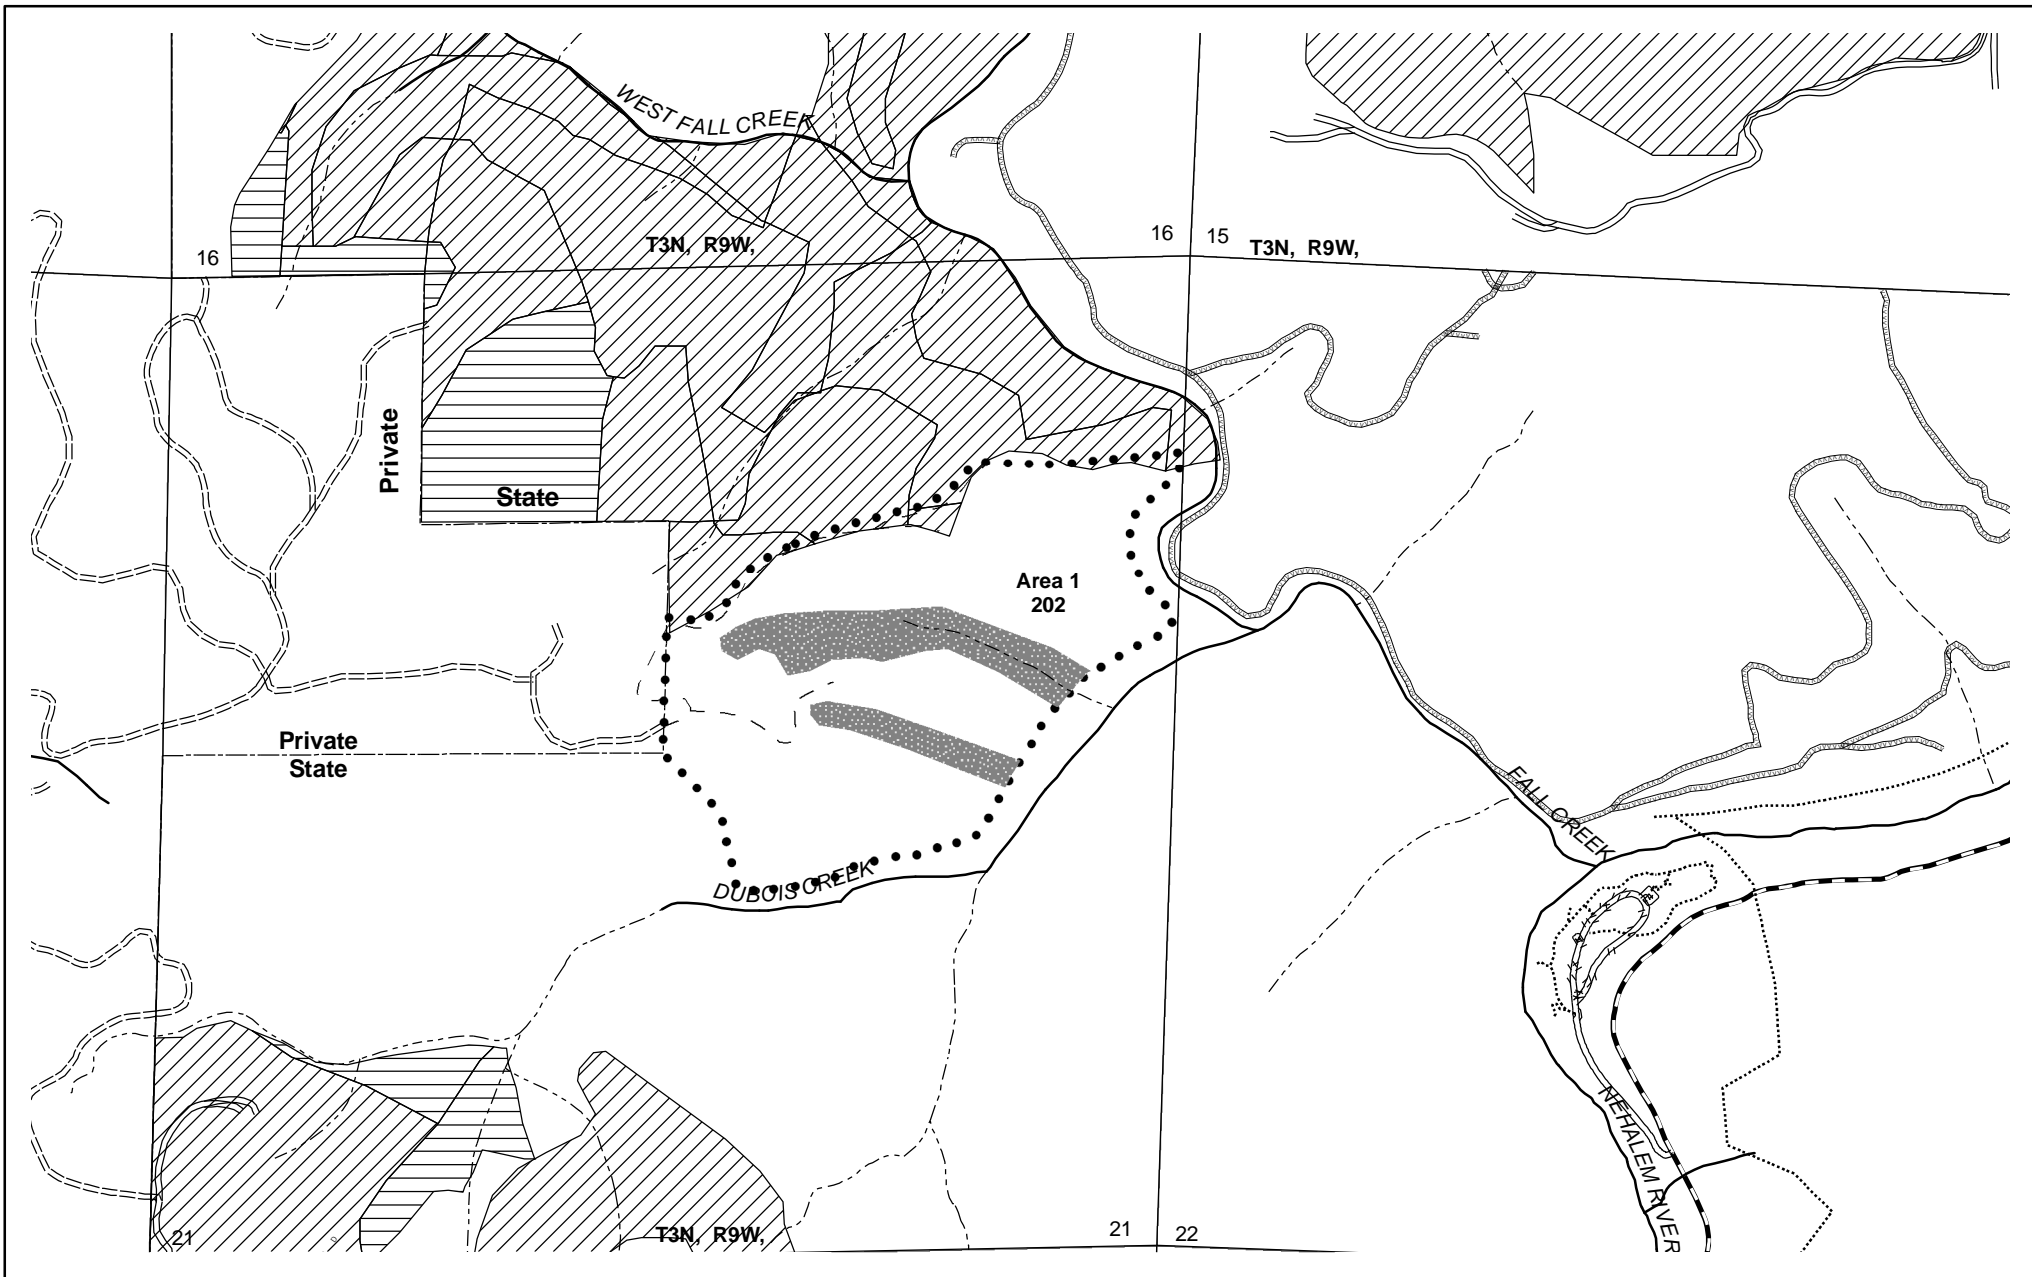 WEST FALL CREEK
16
T3N, R9W,
16
15
T3N, R9W,
Private
State
Area 1
202
Private
State
FALL CREEK
DUBOIS CREEK
NEHALEM RIVER
21
T3N, R9W,
21
22